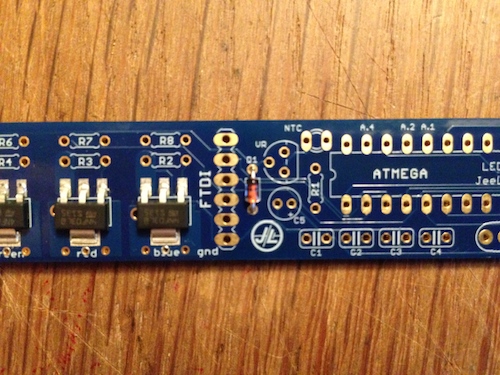 R6 R7 R8
R4 R3 R2
FTDI
NTC
A.4 A.2 A.1
VR
D1
R1
ATMEGA
LED
Jeel
C5
JL
C1 C2 C3 C4
red blue gnd